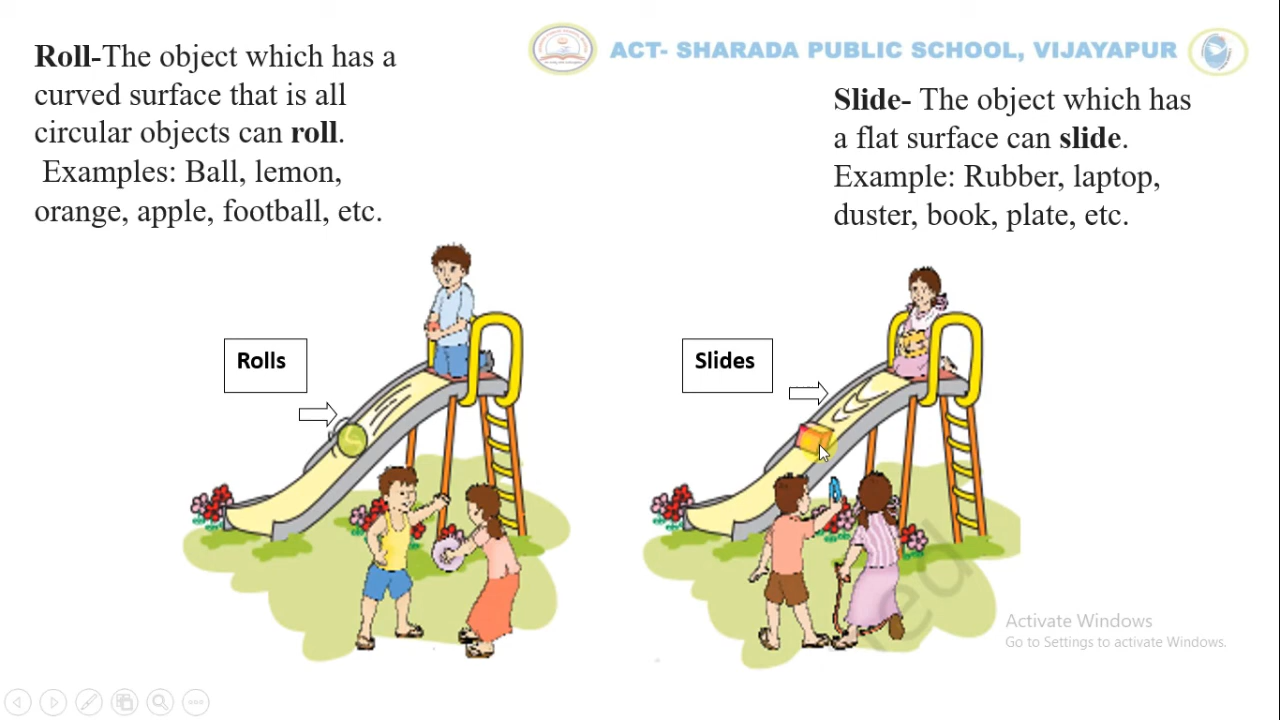 ACT- SHARADA PUBLIC SCHOOL, VIJAYAPUR
Roll-The object which has a
curved surface that is all
circular objects can roll.
Examples: Ball, lemon,
orange, apple, football, etc.
Slide- The object which has
a flat surface can slide.
Example: Rubber, laptop,
duster, book, plate, etc.
Rolls
Slides
Activate Windows
Go to Settings to activate Windows.